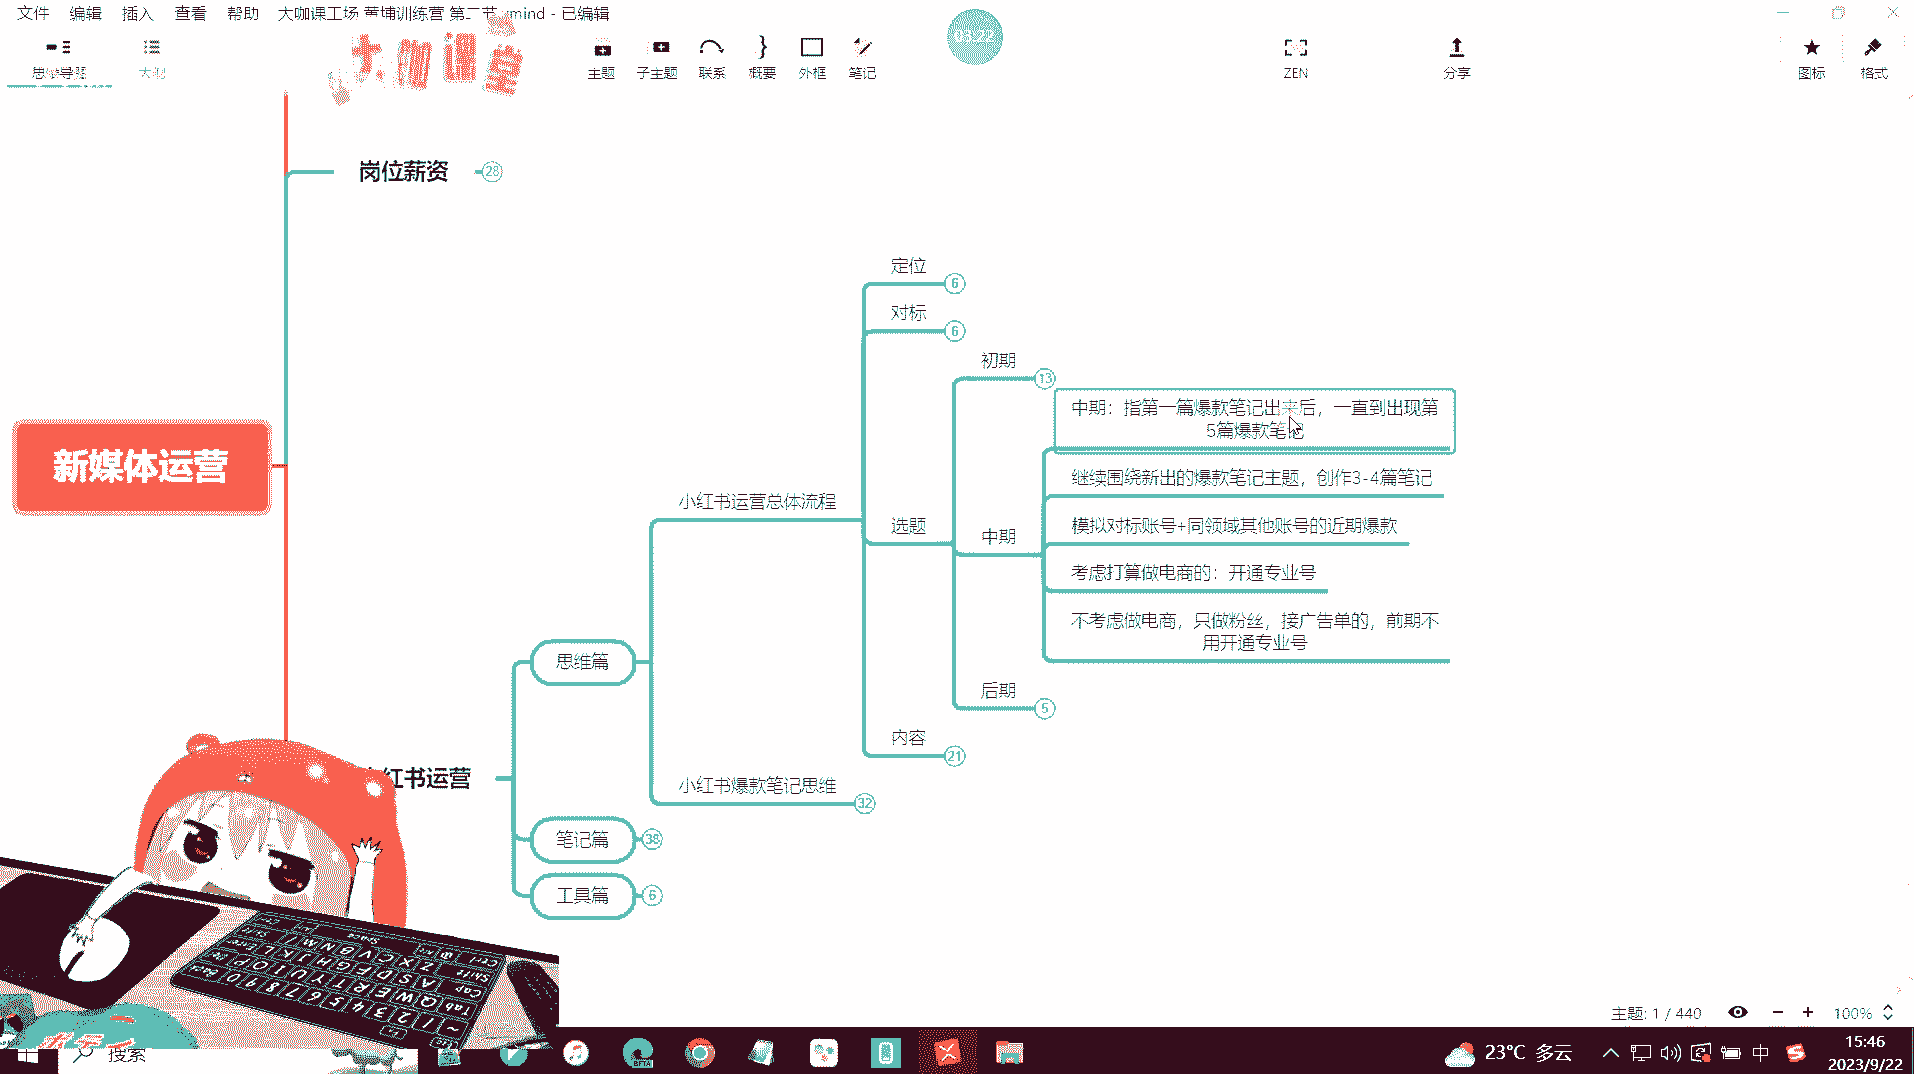 文件 编辑 插入 查看 帮助 大咖课工场 黄埔训练营 第二节.xmind - 已编辑
思维导图 大纲
大咖课堂
主题 子主题 联系 概要 外框 笔记
03:22
ZEN 分享 图标 格式
岗位薪资 28
定位 6
对标 6
初期 13
中期：指第一篇爆款笔记出来后，一直到出现第
5篇爆款笔记
继续围绕新出的爆款笔记主题，创作3-4篇笔记
模拟对标账号+同领域其他账号的近期爆款
考虑打算做电商的：开通专业号
不考虑做电商，只做粉丝，接广告单的，前期不
用开通专业号
新媒体运营
小红书运营总体流程
选题
中期
后期 5
内容 21
思维篇
小红书爆款笔记思维 32
红书运营
笔记篇 38
工具篇 6
主题: 1 / 440
100%
搜索
BETA
23°C 多云
中
15:46
2023/9/22